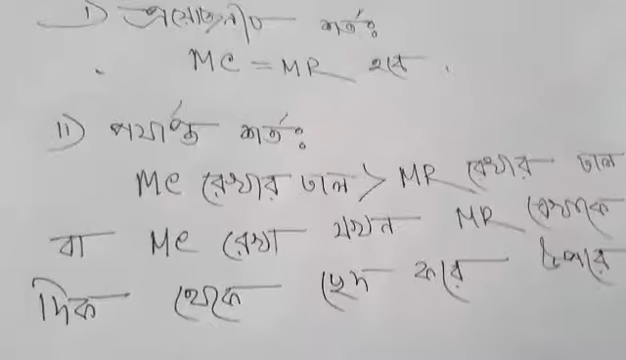 i) প্রয়োজনীয় শর্তঃ
MC = MR হবে.
ii) পর্যাপ্ত শর্তঃ
MC রেখার ঢাল > MR রেখার ঢাল
বা MC রেখা যখন MR রেখাকে
দিক থেকে ছেদ করে উপরে